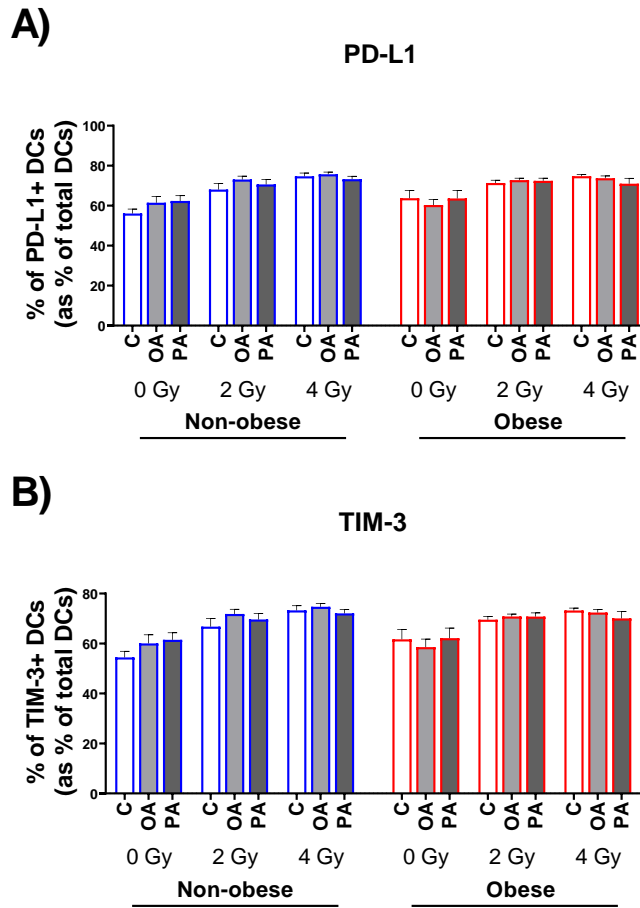 A)
PD-L1
% of PD-L1+ DCs
(as % of total DCs)
100
80
60
40
20
0
C OA PA C OA PA C OA PA C OA PA C OA PA C OA PA
0 Gy 2 Gy 4 Gy 0 Gy 2 Gy 4 Gy
Non-obese Obese
B)
TIM-3
% of TIM-3+ DCs
(as % of total DCs)
80
60
40
20
0
C OA PA C OA PA C OA PA C OA PA C OA PA C OA PA
0 Gy 2 Gy 4 Gy 0 Gy 2 Gy 4 Gy
Non-obese Obese